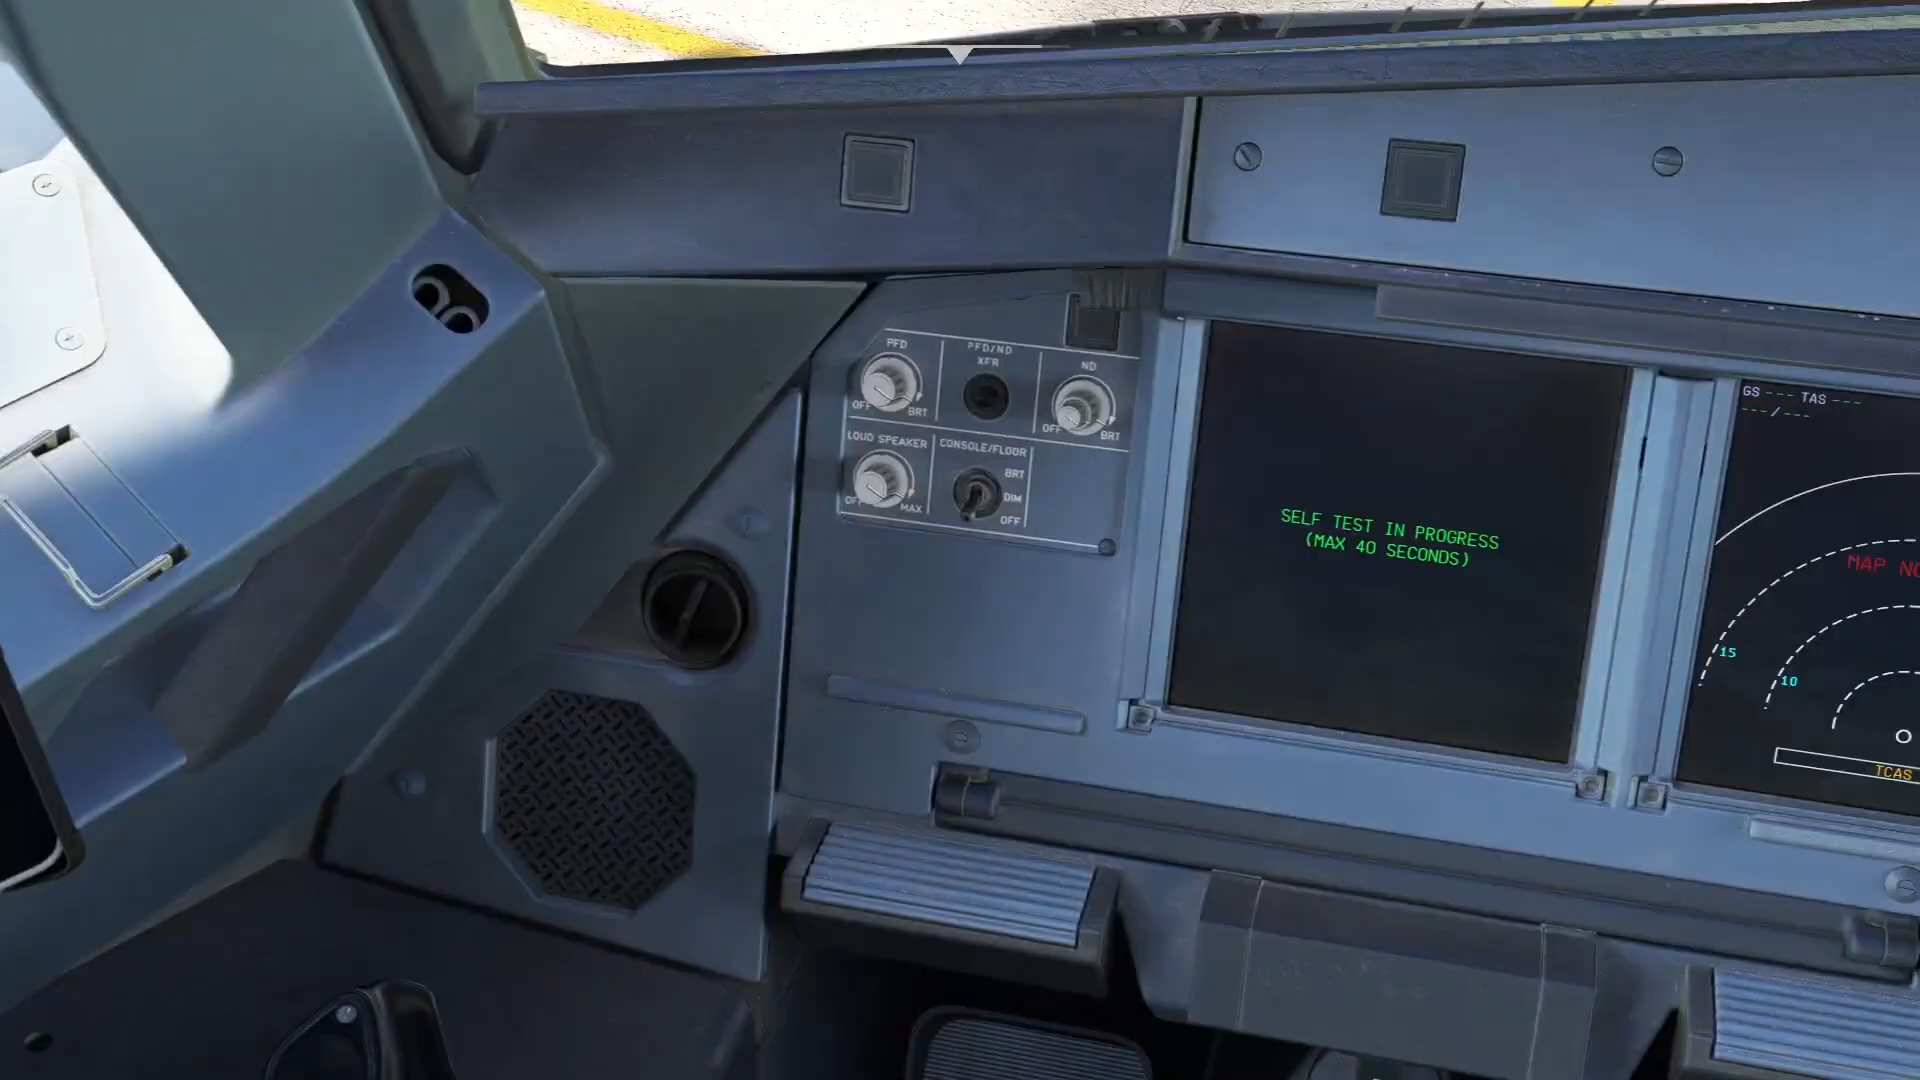 PFD
PFD/ND
XFR
ND
OFF
BRT
OFF
BRT
LOUD SPEAKER
CONSOLE/FLOOR
BRT
DIM
OFF
OFF
MAX
SELF TEST IN PROGRESS
(MAX 40 SECONDS)
GS --- TAS ---
---/---
MAP
15
10
TCAS